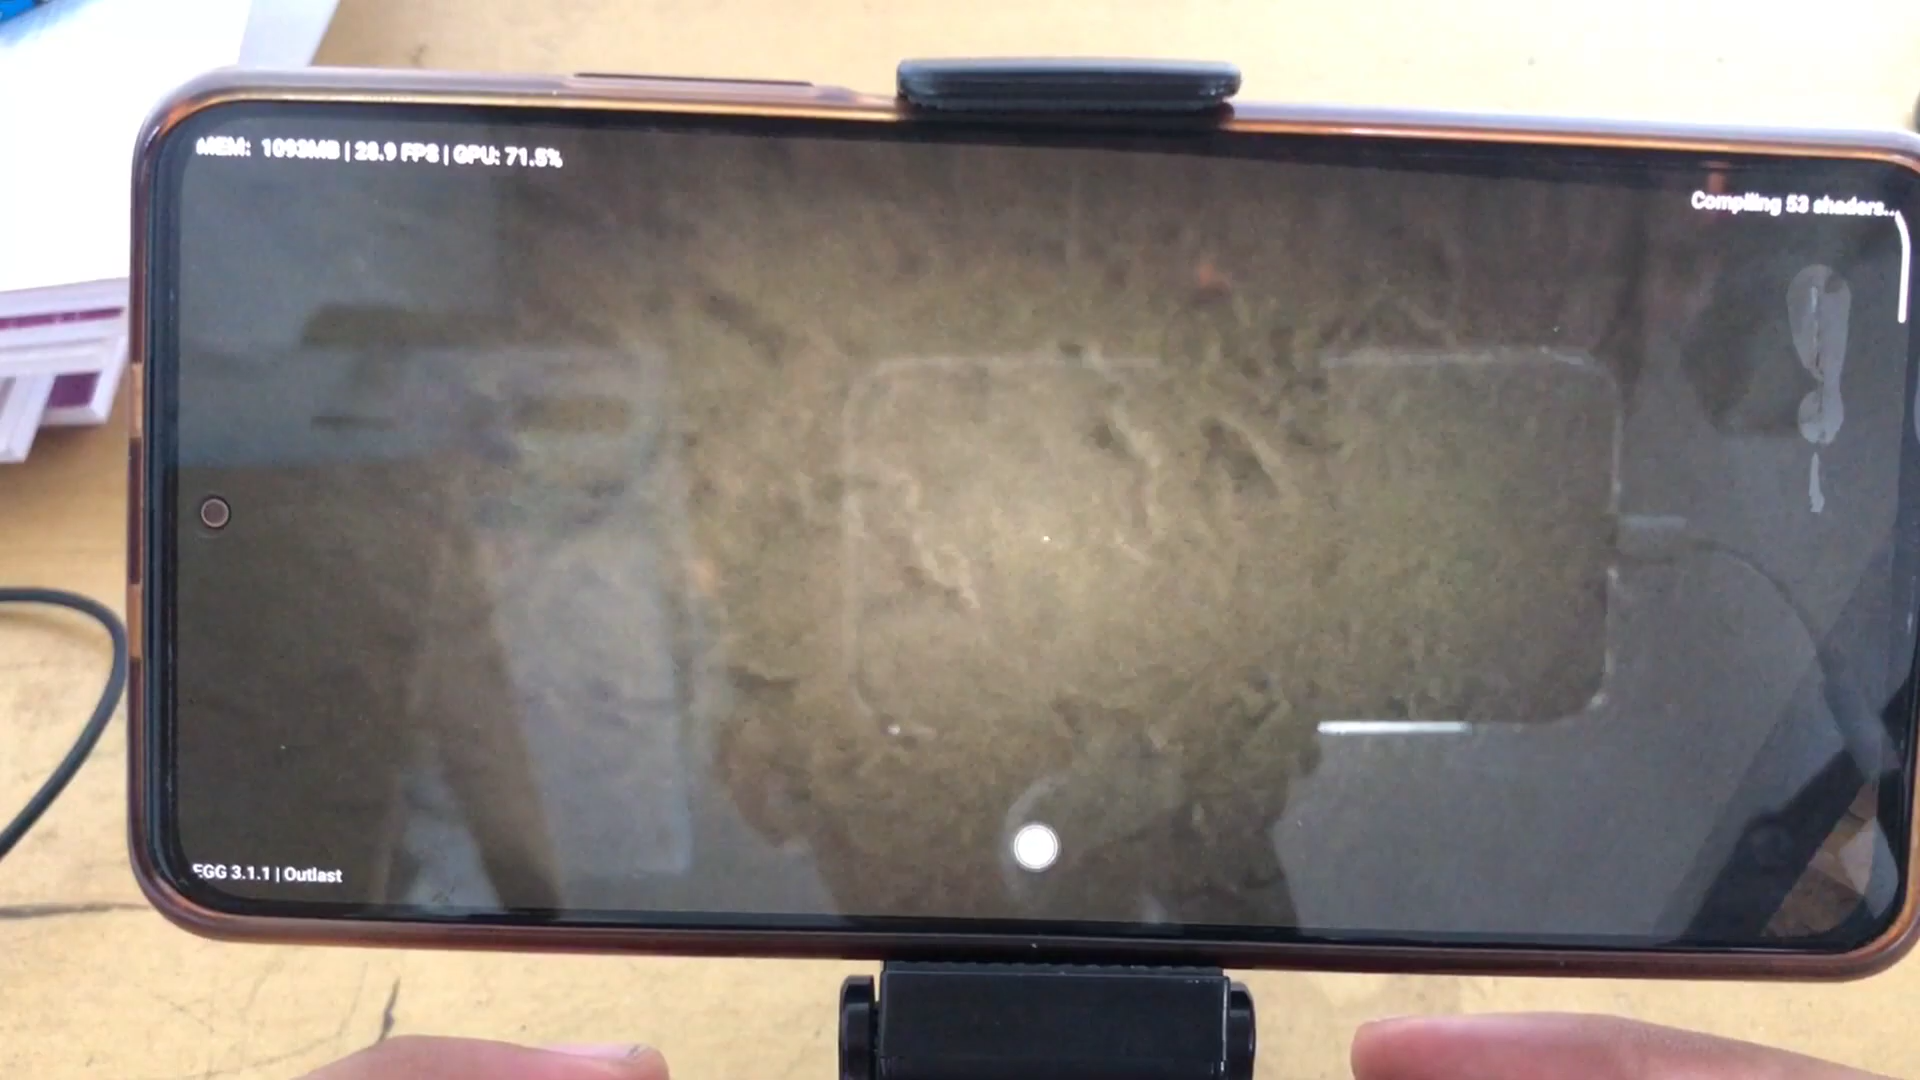 MEM: 1093MB | 28.9 FPS | GPU: 71.5%
Compiling 53 shaders...
EGG 3.1.1 | Outlast